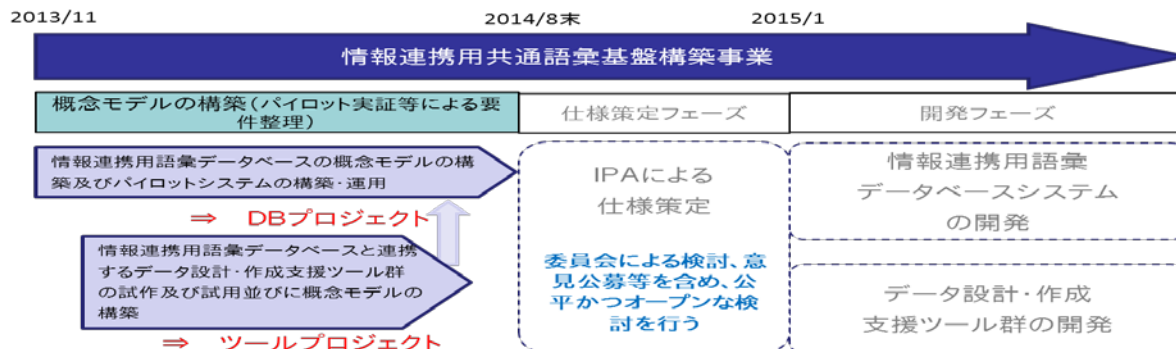 2013/11
2014/8末
2015/1
情報連携用共通語彙基盤構築事業
概念モデルの構築(パイロット実証等による要
件整理)
仕様策定フェーズ
開発フェーズ
情報連携用語彙データベースの概念モデルの構
築及びパイロットシステムの構築・運用
⇒ DBプロジェクト
情報連携用語彙データベースと連携
するデータ設計・作成支援ツール群
の試作及び試用並びに概念モデルの
構築
⇒ ツールプロジェクト
IPAによる
仕様策定
委員会による検討、意
見公募等を含め、公
平かつオープンな検
討を行う
情報連携用語彙
データベースシステム
の開発
データ設計・作成
支援ツール群の開発